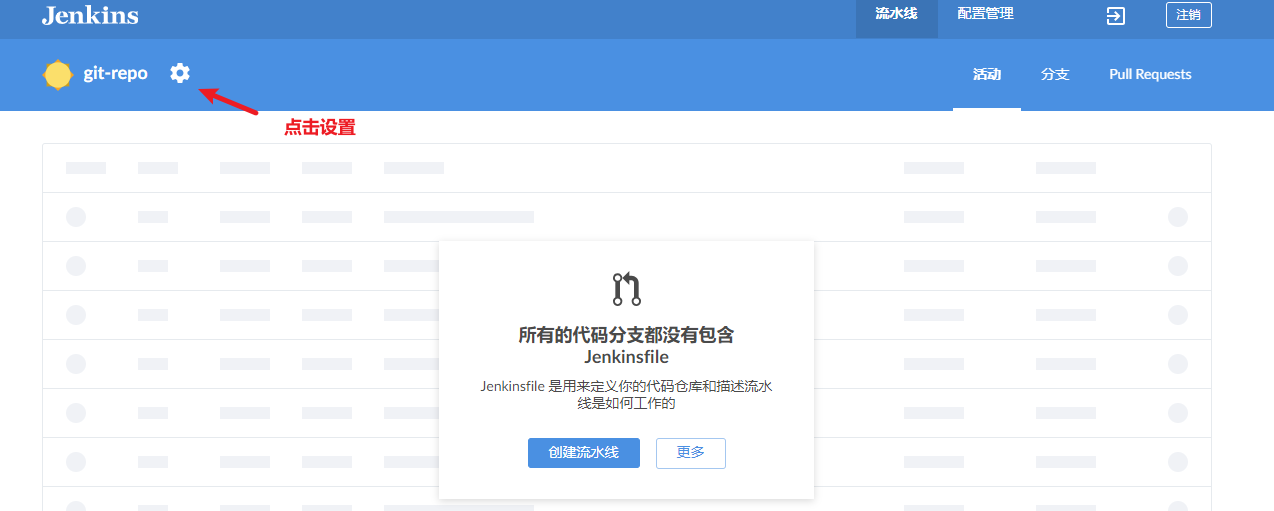 Jenkins
流水线
配置管理
注销
git-repo
活动
分支
Pull Requests
点击设置
所有的代码分支都没有包含
Jenkinsfile
Jenkinsfile 是用来定义你的代码仓库和描述流水
线是如何工作的
创建流水线
更多